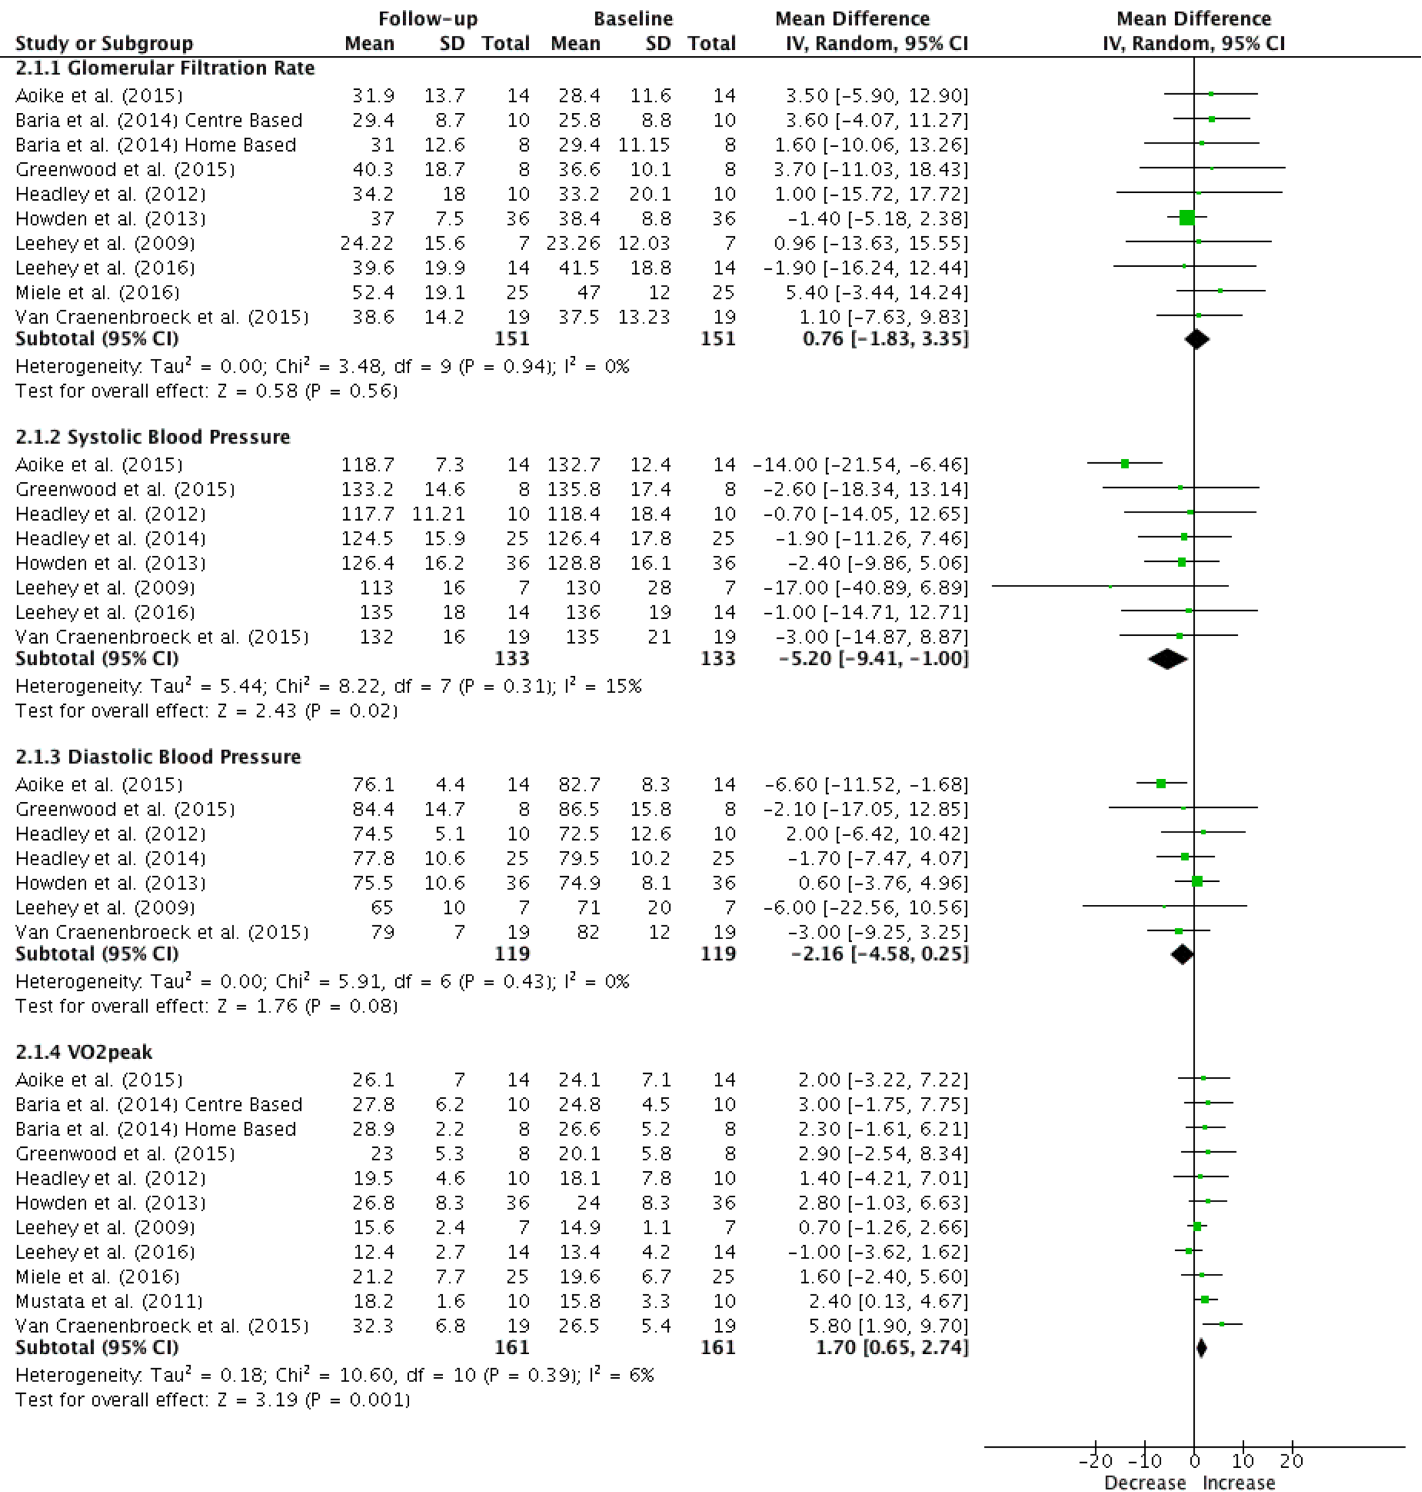 Follow-up Baseline Mean Difference Mean Difference
Study or Subgroup Mean SD Total Mean SD Total IV, Random, 95% CI IV, Random, 95% CI
2.1.1 Glomerular Filtration Rate
Aoike et al. (2015) 31.9 13.7 14 28.4 11.6 14 3.50 [-5.90, 12.90]
Baria et al. (2014) Centre Based 29.4 8.7 10 25.8 8.8 10 3.60 [-4.07, 11.27]
Baria et al. (2014) Home Based 31 12.6 8 29.4 11.15 8 1.60 [-10.06, 13.26]
Greenwood et al. (2015) 40.3 18.7 8 36.6 10.1 8 3.70 [-11.03, 18.43]
Headley et al. (2012) 34.2 18 10 33.2 20.1 10 1.00 [-15.72, 17.72]
Howden et al. (2013) 37 7.5 36 38.4 8.8 36 -1.40 [-5.18, 2.38]
Leehey et al. (2009) 24.22 15.6 7 23.26 12.03 7 0.96 [-13.63, 15.55]
Leehey et al. (2016) 39.6 19.9 14 41.5 18.8 14 -1.90 [-16.24, 12.44]
Miele et al. (2016) 52.4 19.1 25 47 12 25 5.40 [-3.44, 14.24]
Van Craenenbroeck et al. (2015) 38.6 14.2 19 37.5 13.23 19 1.10 [-7.63, 9.83]
Subtotal (95% CI) 151 151 0.76 [-1.83, 3.35]
Heterogeneity: Tau² = 0.00; Chi² = 3.48, df = 9 (P = 0.94); I² = 0%
Test for overall effect: Z = 0.58 (P = 0.56)
2.1.2 Systolic Blood Pressure
Aoike et al. (2015) 118.7 7.3 14 132.7 12.4 14 -14.00 [-21.54, -6.46]
Greenwood et al. (2015) 133.2 14.6 8 135.8 17.4 8 -2.60 [-18.34, 13.14]
Headley et al. (2012) 117.7 11.21 10 118.4 18.4 10 -0.70 [-14.05, 12.65]
Headley et al. (2014) 124.5 15.9 25 126.4 17.8 25 -1.90 [-11.26, 7.46]
Howden et al. (2013) 126.4 16.2 36 128.8 16.1 36 -2.40 [-9.86, 5.06]
Leehey et al. (2009) 113 16 7 130 28 7 -17.00 [-40.89, 6.89]
Leehey et al. (2016) 135 18 14 136 19 14 -1.00 [-14.71, 12.71]
Van Craenenbroeck et al. (2015) 132 16 19 135 21 19 -3.00 [-14.87, 8.87]
Subtotal (95% CI) 133 133 -5.20 [-9.41, -1.00]
Heterogeneity: Tau² = 5.44; Chi² = 8.22, df = 7 (P = 0.31); I² = 15%
Test for overall effect: Z = 2.43 (P = 0.02)
2.1.3 Diastolic Blood Pressure
Aoike et al. (2015) 76.1 4.4 14 82.7 8.3 14 -6.60 [-11.52, -1.68]
Greenwood et al. (2015) 84.4 14.7 8 86.5 15.8 8 -2.10 [-17.05, 12.85]
Headley et al. (2012) 74.5 5.1 10 72.5 12.6 10 2.00 [-6.42, 10.42]
Headley et al. (2014) 77.8 10.6 25 79.5 10.2 25 -1.70 [-7.47, 4.07]
Howden et al. (2013) 75.5 10.6 36 74.9 8.1 36 0.60 [-3.76, 4.96]
Leehey et al. (2009) 65 10 7 71 20 7 -6.00 [-22.56, 10.56]
Van Craenenbroeck et al. (2015) 79 7 19 82 12 19 -3.00 [-9.25, 3.25]
Subtotal (95% CI) 119 119 -2.16 [-4.58, 0.25]
Heterogeneity: Tau² = 0.00; Chi² = 5.91, df = 6 (P = 0.43); I² = 0%
Test for overall effect: Z = 1.76 (P = 0.08)
2.1.4 VO2peak
Aoike et al. (2015) 26.1 7 14 24.1 7.1 14 2.00 [-3.22, 7.22]
Baria et al. (2014) Centre Based 27.8 6.2 10 24.8 4.5 10 3.00 [-1.75, 7.75]
Baria et al. (2014) Home Based 28.9 2.2 8 26.6 5.2 8 2.30 [-1.61, 6.21]
Greenwood et al. (2015) 23 5.3 8 20.1 5.8 8 2.90 [-2.54, 8.34]
Headley et al. (2012) 19.5 4.6 10 18.1 7.8 10 1.40 [-4.21, 7.01]
Howden et al. (2013) 26.8 8.3 36 24 8.3 36 2.80 [-1.03, 6.63]
Leehey et al. (2009) 15.6 2.4 7 14.9 1.1 7 0.70 [-1.26, 2.66]
Leehey et al. (2016) 12.4 2.7 14 13.4 4.2 14 -1.00 [-3.62, 1.62]
Miele et al. (2016) 21.2 7.7 25 19.6 6.7 25 1.60 [-2.40, 5.60]
Mustata et al. (2011) 18.2 1.6 10 15.8 3.3 10 2.40 [0.13, 4.67]
Van Craenenbroeck et al. (2015) 32.3 6.8 19 26.5 5.4 19 5.80 [1.90, 9.70]
Subtotal (95% CI) 161 161 1.70 [0.65, 2.74]
Heterogeneity: Tau² = 0.18; Chi² = 10.60, df = 10 (P = 0.39); I² = 6%
Test for overall effect: Z = 3.19 (P = 0.001)
-20 -10 0 10 20
Decrease Increase